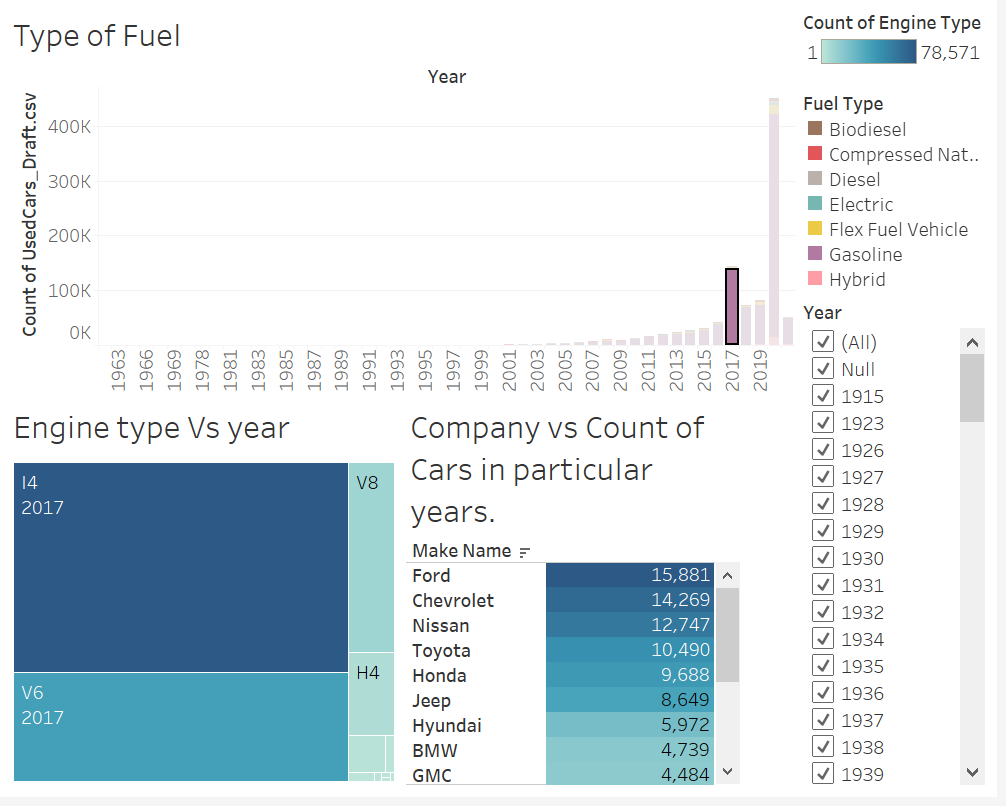 Type of Fuel
Year
Count of UsedCars_Draft.csv
400K
300K
200K
100K
0K
1963
1966
1969
1978
1981
1983
1985
1987
1989
1991
1993
1995
1997
1999
2001
2003
2005
2007
2009
2011
2013
2015
2017
2019
Count of Engine Type
1 78,571
Fuel Type
Biodiesel
Compressed Nat..
Diesel
Electric
Flex Fuel Vehicle
Gasoline
Hybrid
Year
(All)
Null
1915
1923
1926
1927
1928
1929
1930
1931
1932
1934
1935
1936
1937
1938
1939
Engine type Vs year
I4
2017
V6
2017
V8
H4
Company vs Count of
Cars in particular
years.
Make Name
Ford 15,881
Chevrolet 14,269
Nissan 12,747
Toyota 10,490
Honda 9,688
Jeep 8,649
Hyundai 5,972
BMW 4,739
GMC 4,484